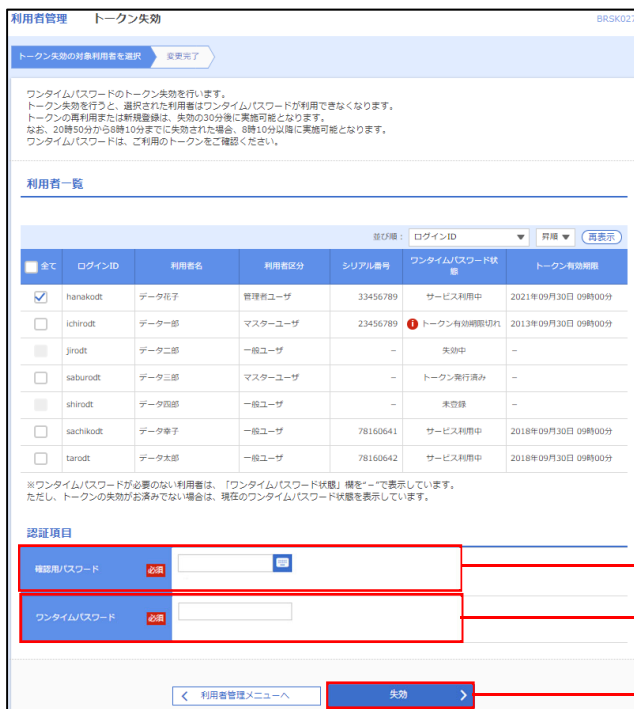 利用者管理 トークン失効 BRSK027
トークン失効の対象利用者を選択 変更完了
ワンタイムパスワードのトークン失効を行います。
トークン失効を行うと、選択された利用者はワンタイムパスワードが利用できなくなります。
トークンの再利用または新規登録は、失効の30分後に実施可能となります。
なお、20時50分から8時10分までに失効された場合、8時10分以降に実施可能となります。
ワンタイムパスワードは、ご利用のトークンをご確認ください。
利用者一覧
並び順： ログインID 昇順 再表示
全て ログインID 利用者名 利用者区分 シリアル番号 ワンタイムパスワード状態 トークン有効期限
hanakodt データ花子 管理者ユーザ 33456789 サービス利用中 2021年09月30日 09時00分
ichirodt データ一郎 マスターユーザ 23456789 トークン有効期限切れ 2013年09月30日 09時00分
jirodt データ二郎 一般ユーザ － 失効中 －
saburodt データ三郎 マスターユーザ － トークン発行済み －
shirodt データ四郎 一般ユーザ － 未登録 －
sachikodt データ幸子 一般ユーザ 78160641 サービス利用中 2018年09月30日 09時00分
tarodt データ太郎 一般ユーザ 78160642 サービス利用中 2018年09月30日 09時00分
※ワンタイムパスワードが必要のない利用者は、「ワンタイムパスワード状態」欄を"－"で表示しています。
ただし、トークンの失効がお済みでない場合は、現在のワンタイムパスワード状態を表示しています。
認証項目
確認用パスワード 必須
ワンタイムパスワード 必須
利用者管理メニューへ 失効